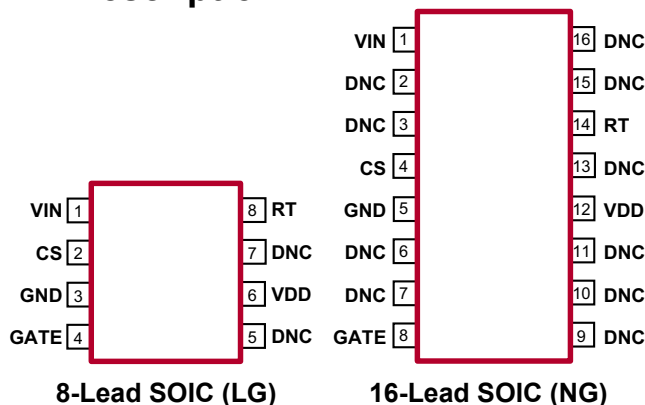 VIN 1 8 RT
CS 2 7 DNC
GND 3 6 VDD
GATE 4 5 DNC
8-Lead SOIC (LG)
VIN 1 16 DNC
DNC 2 15 DNC
DNC 3 14 RT
CS 4 13 DNC
GND 5 12 VDD
DNC 6 11 DNC
DNC 7 10 DNC
GATE 8 9 DNC
16-Lead SOIC (NG)